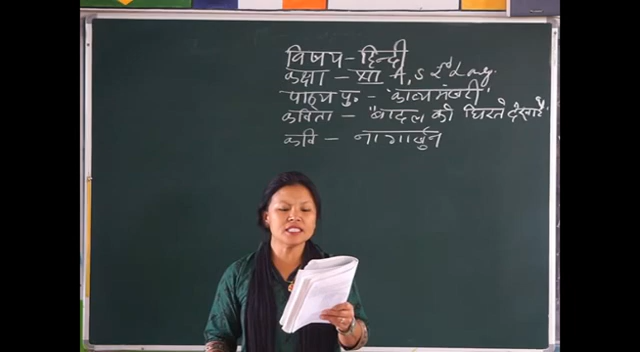 विषय - हिन्दी
कक्षा - XII A, S 2nd Lang.
पाठ्य पु. - 'काव्य मंजरी'
कविता - "बादल को घिरते देखा है"
कवि - नागार्जुन